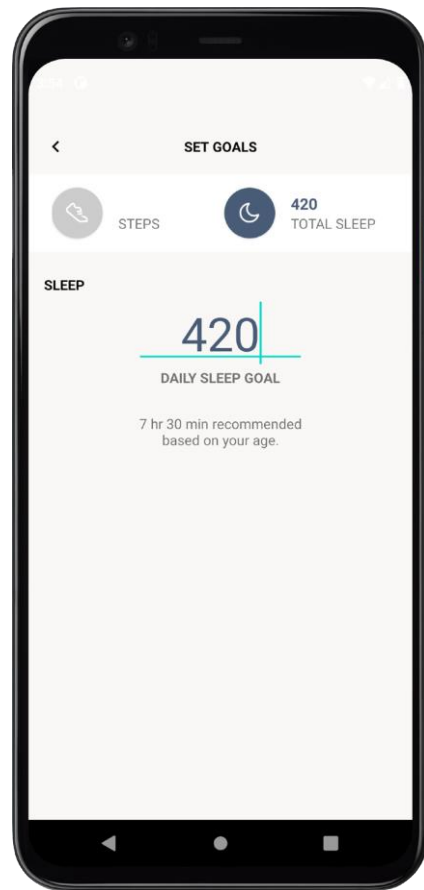 SET GOALS
STEPS
420
TOTAL SLEEP
SLEEP
420
DAILY SLEEP GOAL
7 hr 30 min recommended
based on your age.